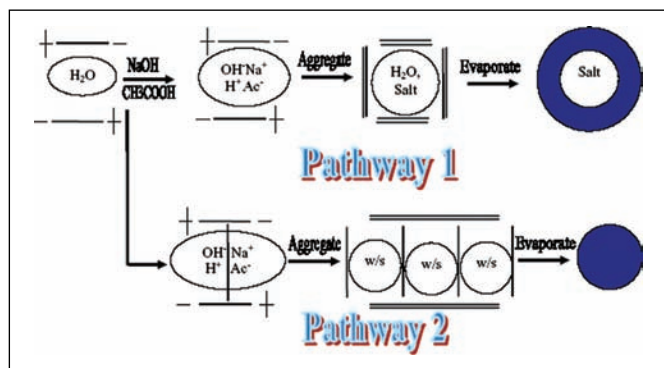 + —— −
H₂O
—— +
NaOH
CH3COOH
+ —— −
OH⁻Na⁺
H⁺ Ac⁻
− —— +
Aggregate
H₂O,
Salt
Evaporate
Salt
Pathway 1
+ —— −
OH⁻ Na⁺
H⁺ Ac⁻
− —— +
Aggregate
w/s
w/s
w/s
Evaporate
Pathway 2